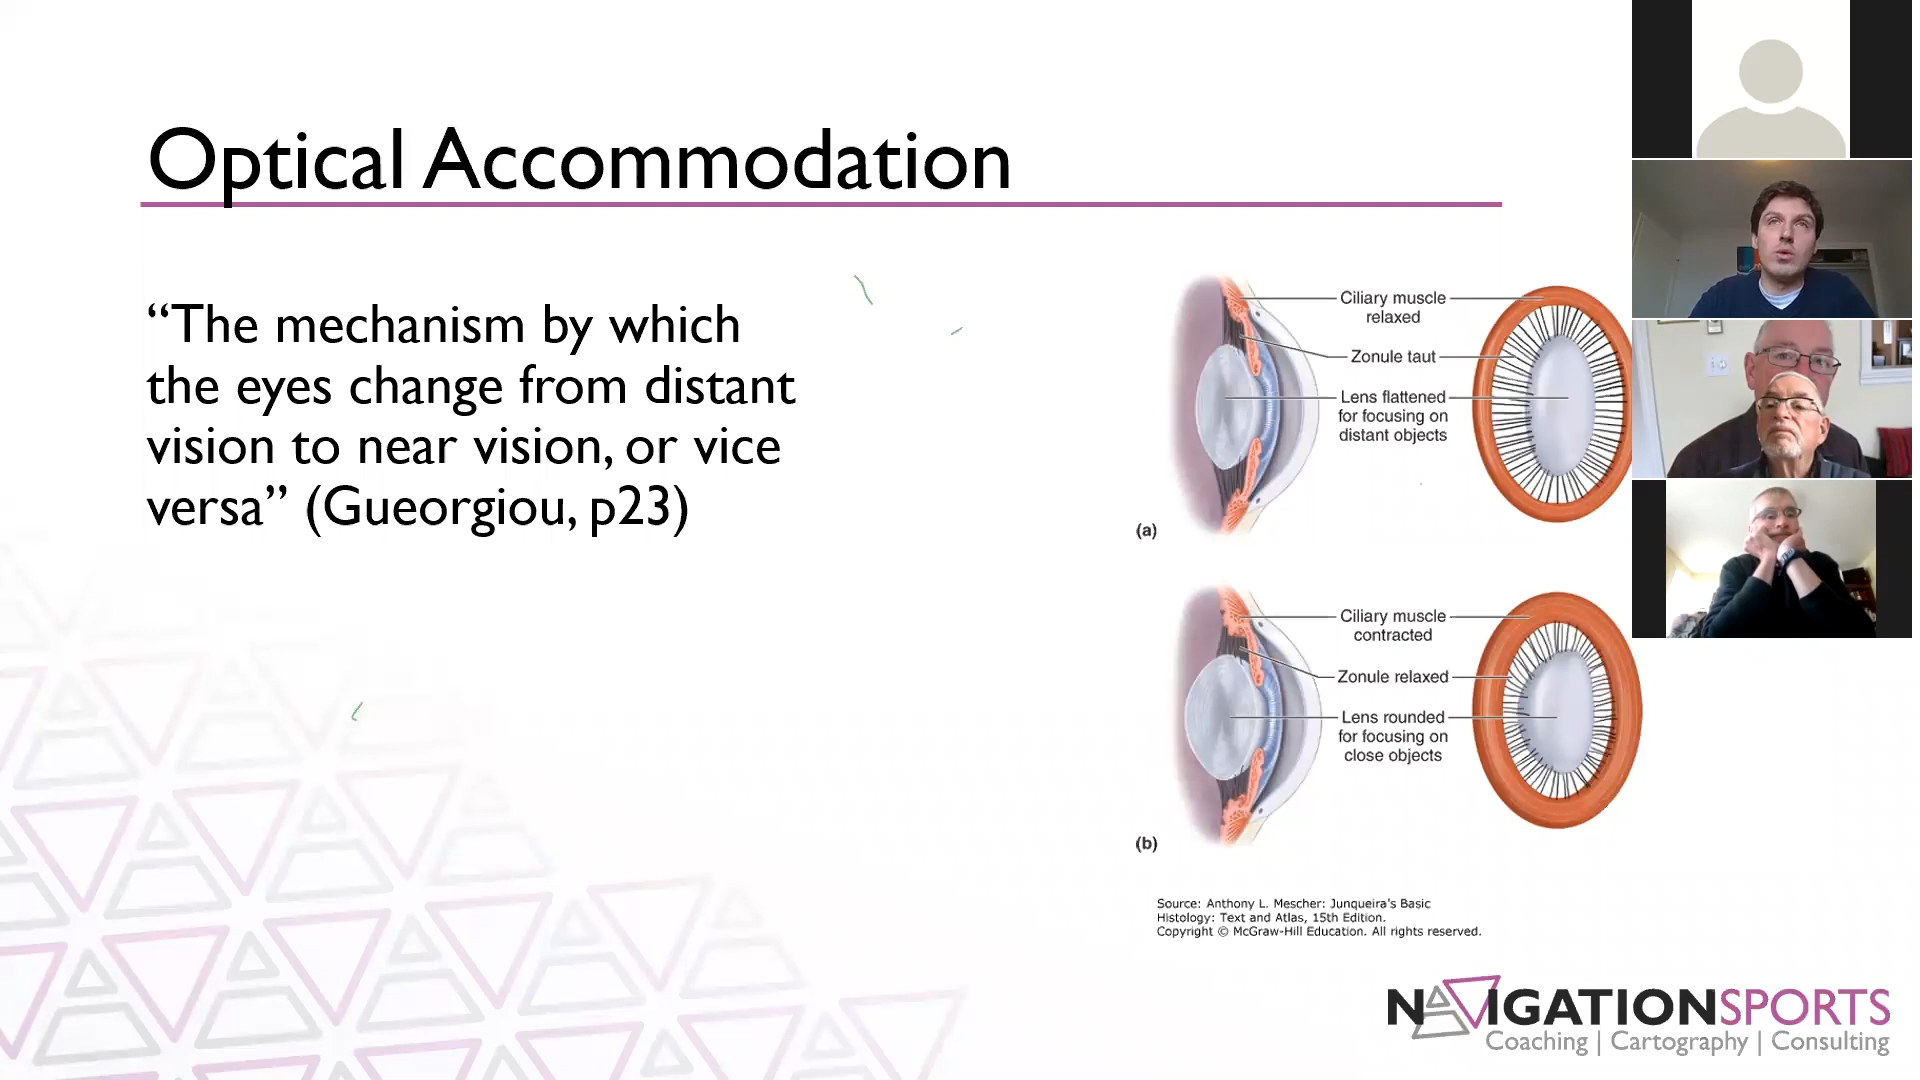 Optical Accommodation
“The mechanism by which
the eyes change from distant
vision to near vision, or vice
versa” (Gueorgiou, p23)
Ciliary muscle
relaxed
Zonule taut
Lens flattened
for focusing on
distant objects
(a)
Ciliary muscle
contracted
Zonule relaxed
Lens rounded
for focusing on
close objects
(b)
Source: Anthony L. Mescher: Junqueira's Basic
Histology: Text and Atlas, 15th Edition.
Copyright © McGraw-Hill Education. All rights reserved.
NAVIGATIONSPORTS
Coaching | Cartography | Consulting